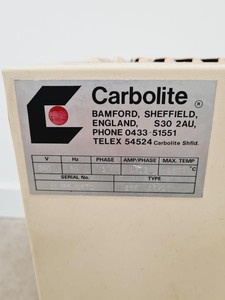 Carbolite ®
BAMFORD, SHEFFIELD,
ENGLAND, S30 2AU,
PHONE 0433-51551
TELEX 54524 Carbolite Shfld.
V Hz PHASE AMP/PHASE MAX. TEMP
°C
SERIAL No. TYPE